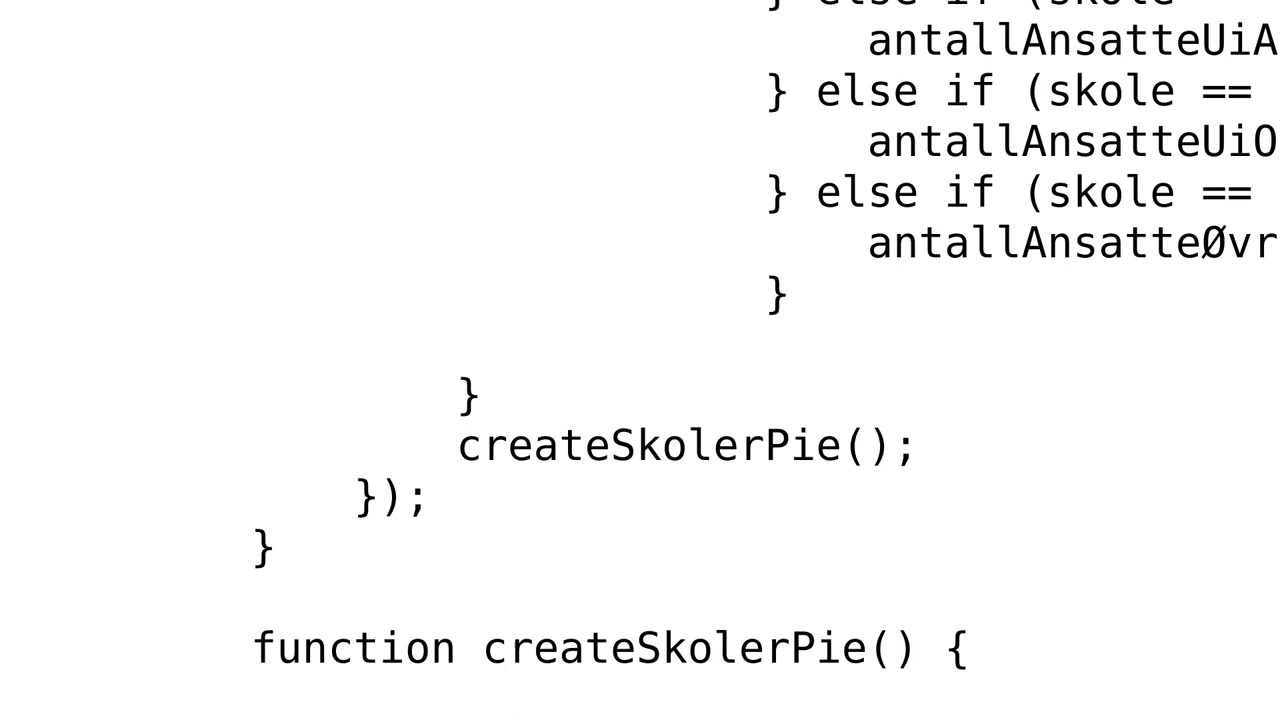 } else if (skole
antallAnsatteUiA
} else if (skole ==
antallAnsatteUiO
} else if (skole ==
antallAnsatteØvr
}
}
createSkolerPie();
});
}
function createSkolerPie() {